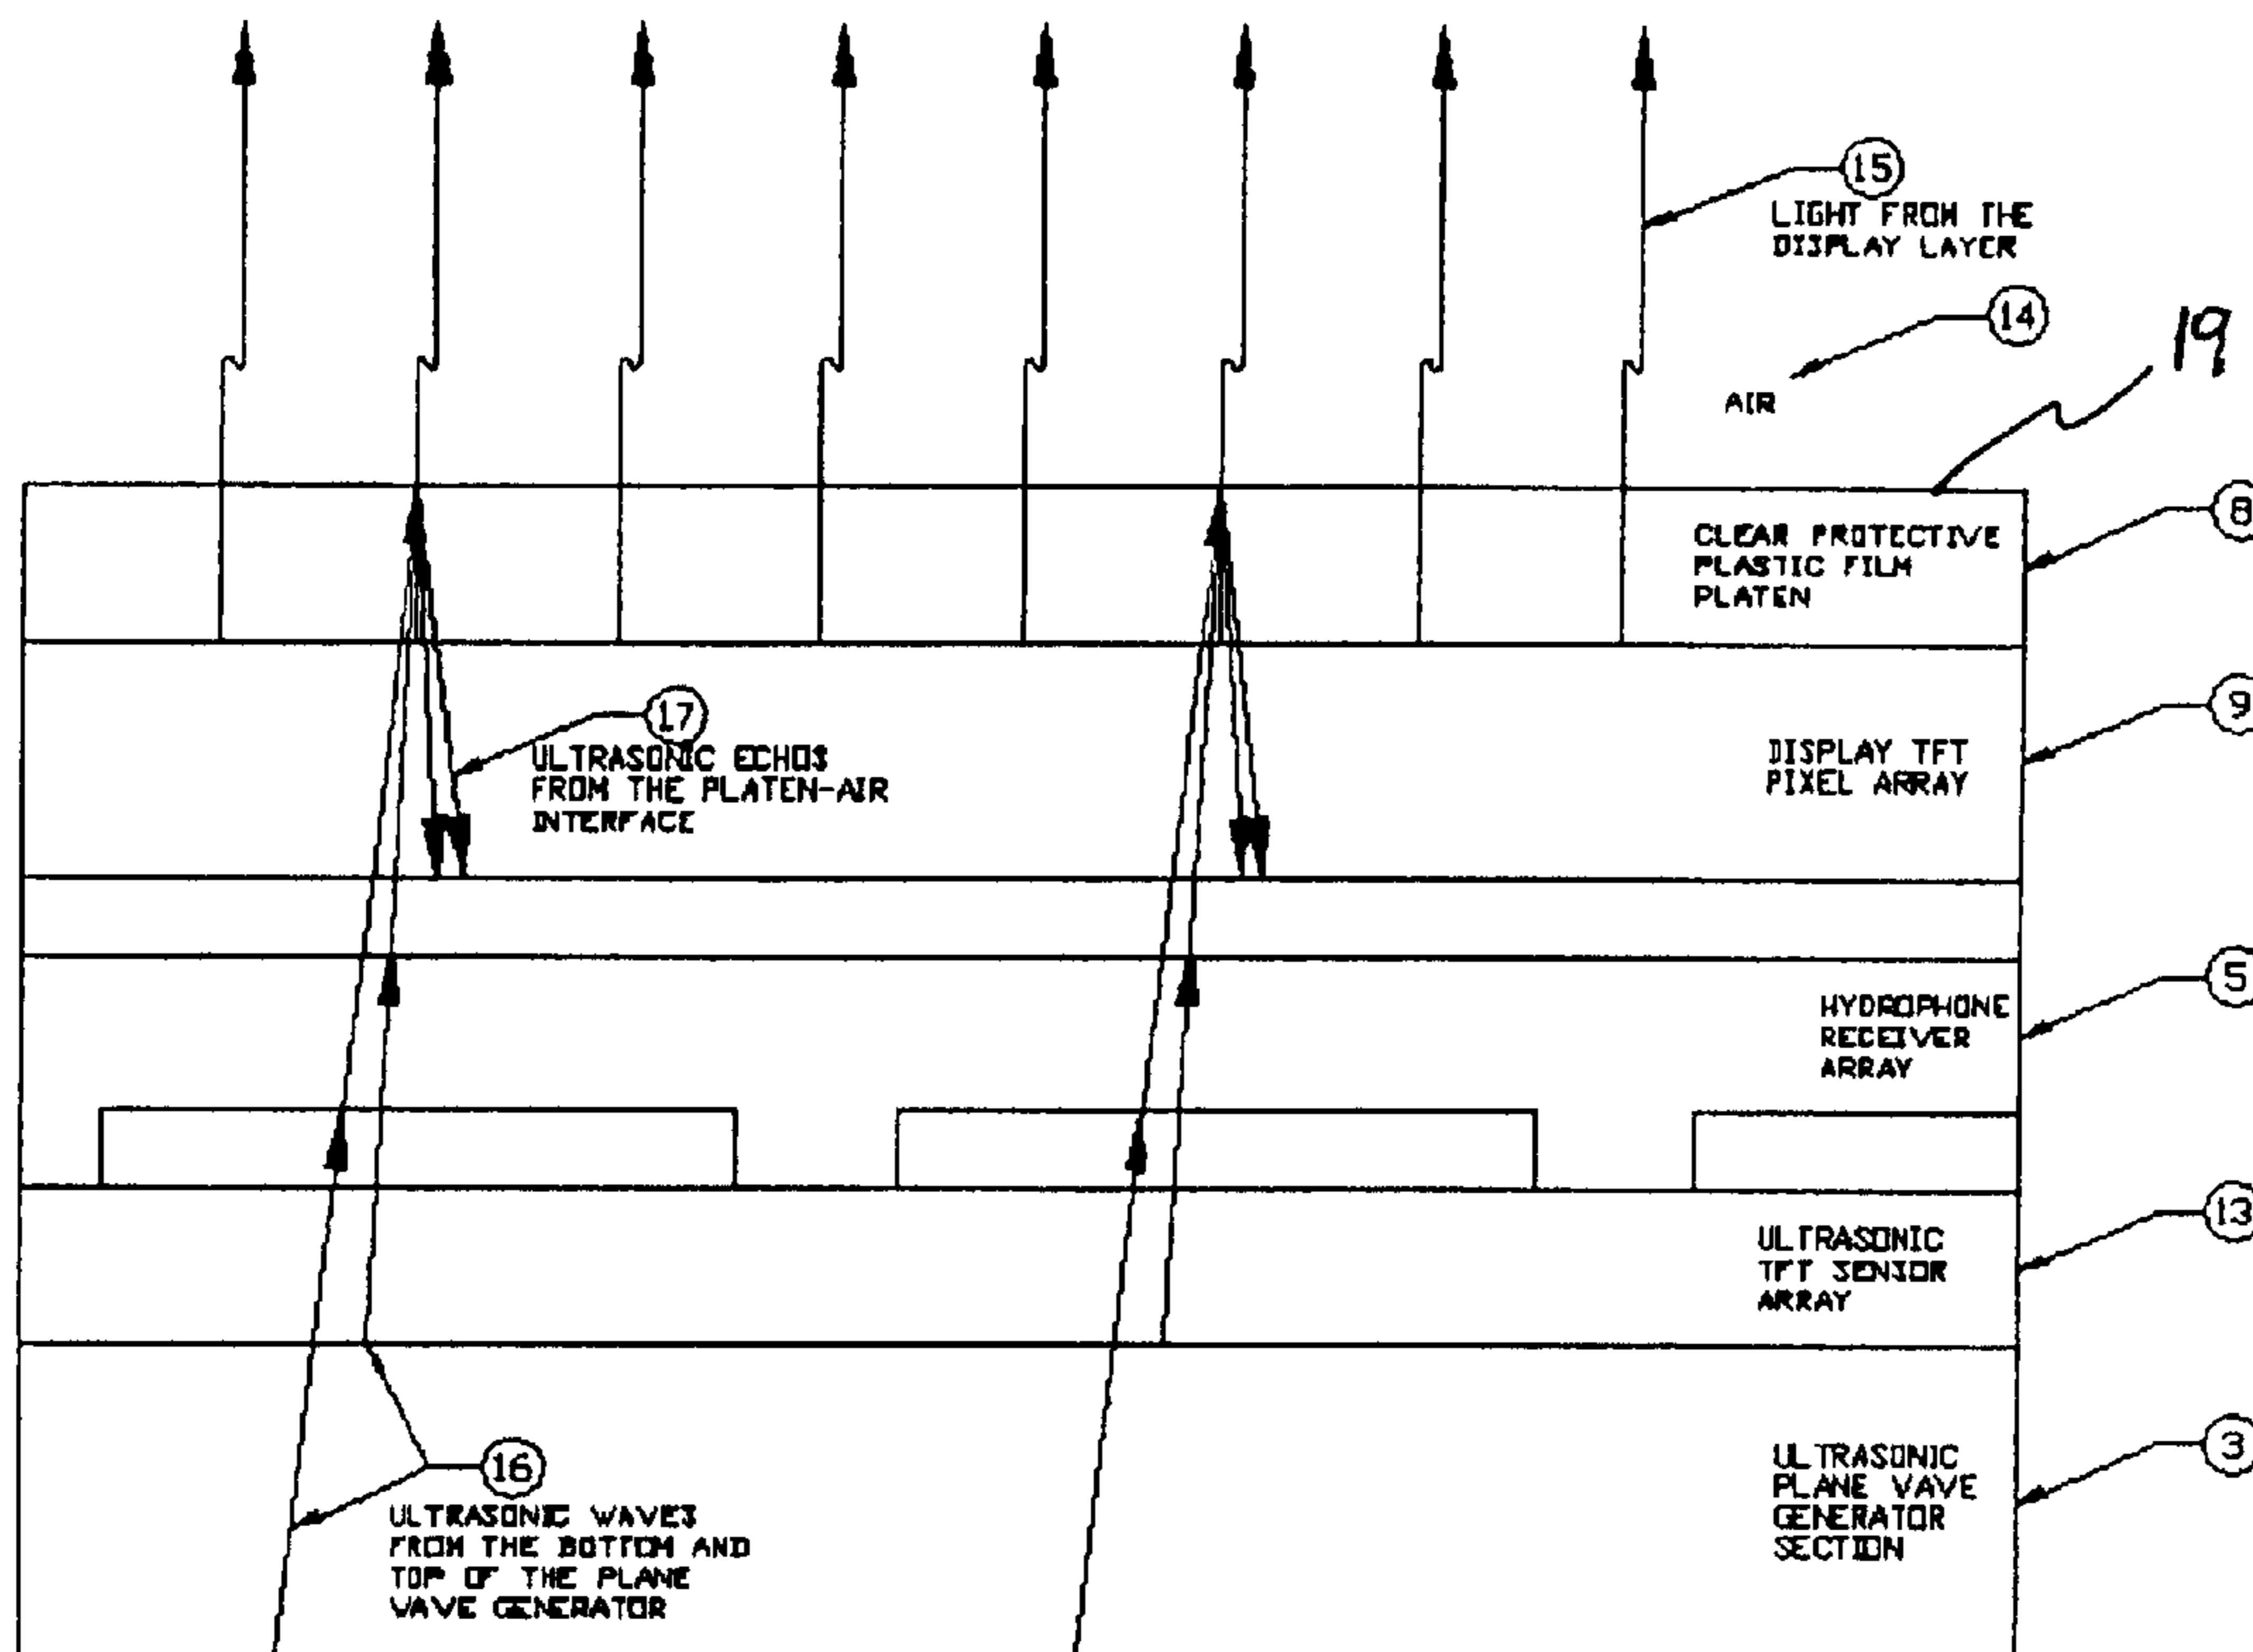 15
LIGHT FROM THE
DISPLAY LAYER
14
AIR
19
8
CLEAR PROTECTIVE
PLASTIC FILM
PLATEN
9
DISPLAY TFT
PIXEL ARRAY
17
ULTRASONIC ECHOS
FROM THE PLATEN-AIR
INTERFACE
5
HYDROPHONE
RECEIVER
ARRAY
13
ULTRASONIC
TFT SENSOR
ARRAY
3
ULTRASONIC
PLANE VAVE
GENERATOR
SECTION
16
ULTRASONIC WAVES
FROM THE BOTTOM AND
TOP OF THE PLANE
WAVE GENERATOR